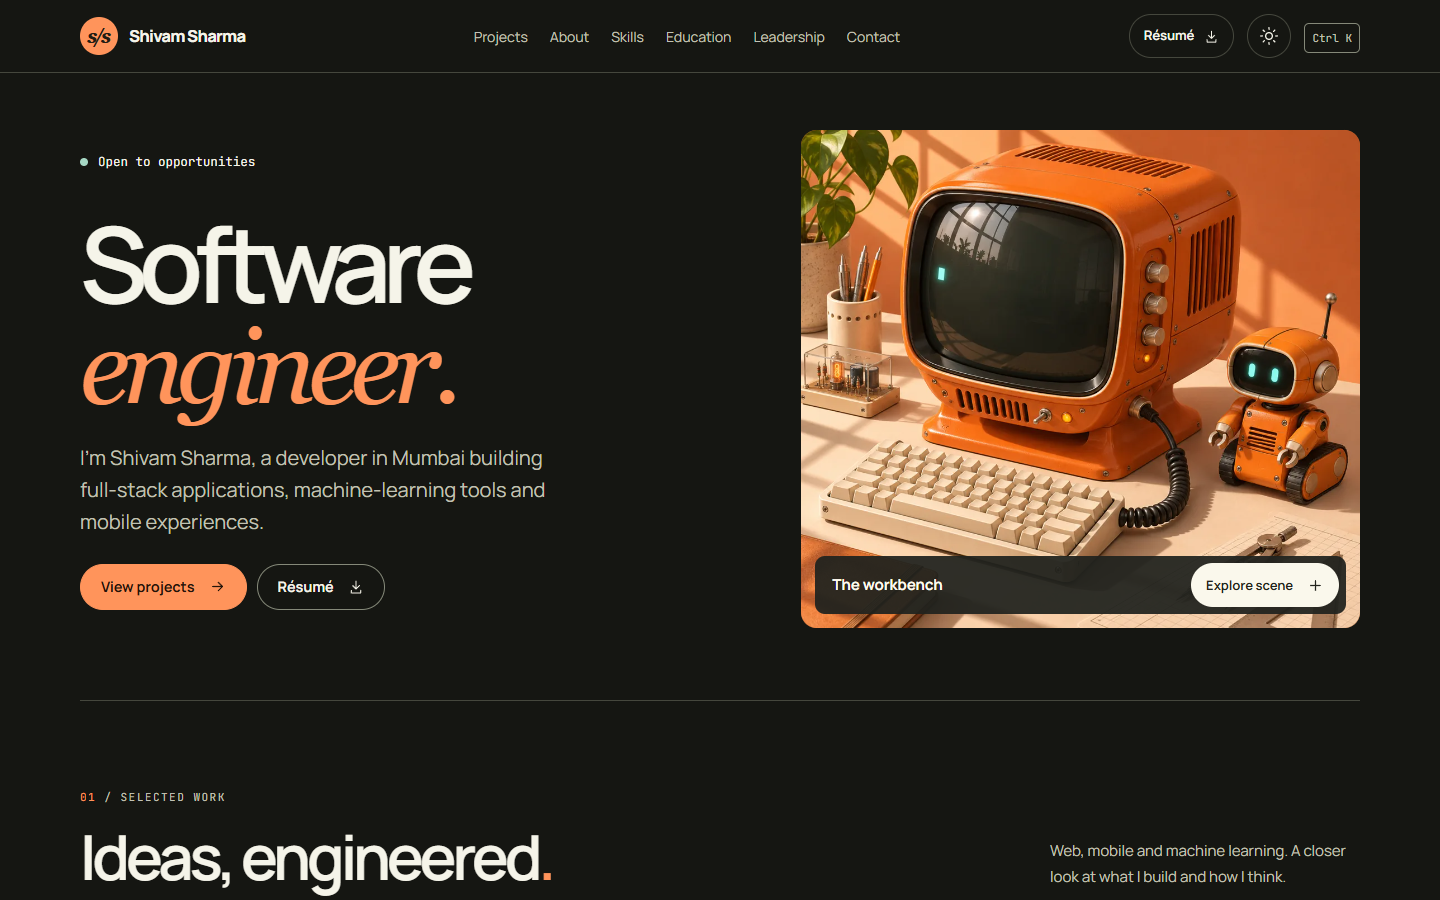 s/s
Shivam Sharma
Projects
About
Skills
Education
Leadership
Contact
Résumé
Ctrl K
Open to opportunities
Software
engineer.
I'm Shivam Sharma, a developer in Mumbai building
full-stack applications, machine-learning tools and
mobile experiences.
View projects
Résumé
The workbench
Explore scene
01 / SELECTED WORK
Ideas, engineered.
Web, mobile and machine learning. A closer
look at what I build and how I think.